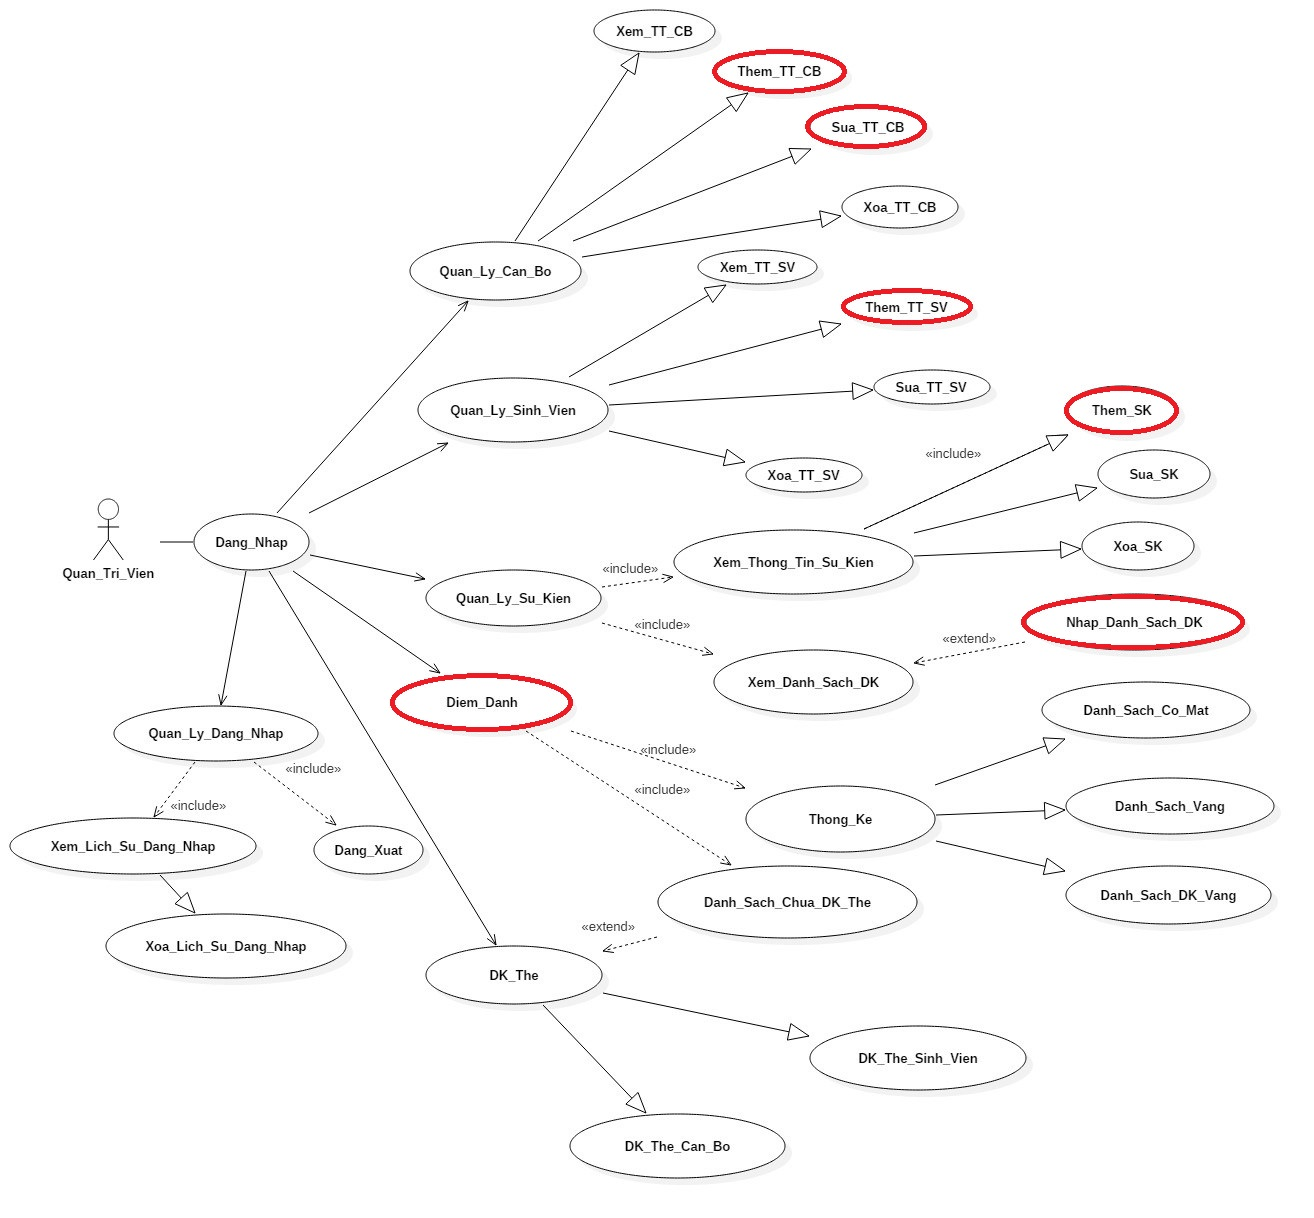 Xem_TT_CB
Them_TT_CB
Sua_TT_CB
Xoa_TT_CB
Quan_Ly_Can_Bo
Xem_TT_SV
Them_TT_SV
Sua_TT_SV
Quan_Ly_Sinh_Vien
Xoa_TT_SV
Them_SK
«include»
Sua_SK
Xoa_SK
Dang_Nhap
Quan_Tri_Vien
Xem_Thong_Tin_Su_Kien
«include»
Quan_Ly_Su_Kien
«include»
Nhap_Danh_Sach_DK
«extend»
Xem_Danh_Sach_DK
Diem_Danh
Danh_Sach_Co_Mat
Quan_Ly_Dang_Nhap
«include»
«include»
«include»
«include»
Thong_Ke
Danh_Sach_Vang
Xem_Lich_Su_Dang_Nhap
Dang_Xuat
Danh_Sach_Chua_DK_The
Danh_Sach_DK_Vang
«extend»
Xoa_Lich_Su_Dang_Nhap
DK_The
DK_The_Sinh_Vien
DK_The_Can_Bo